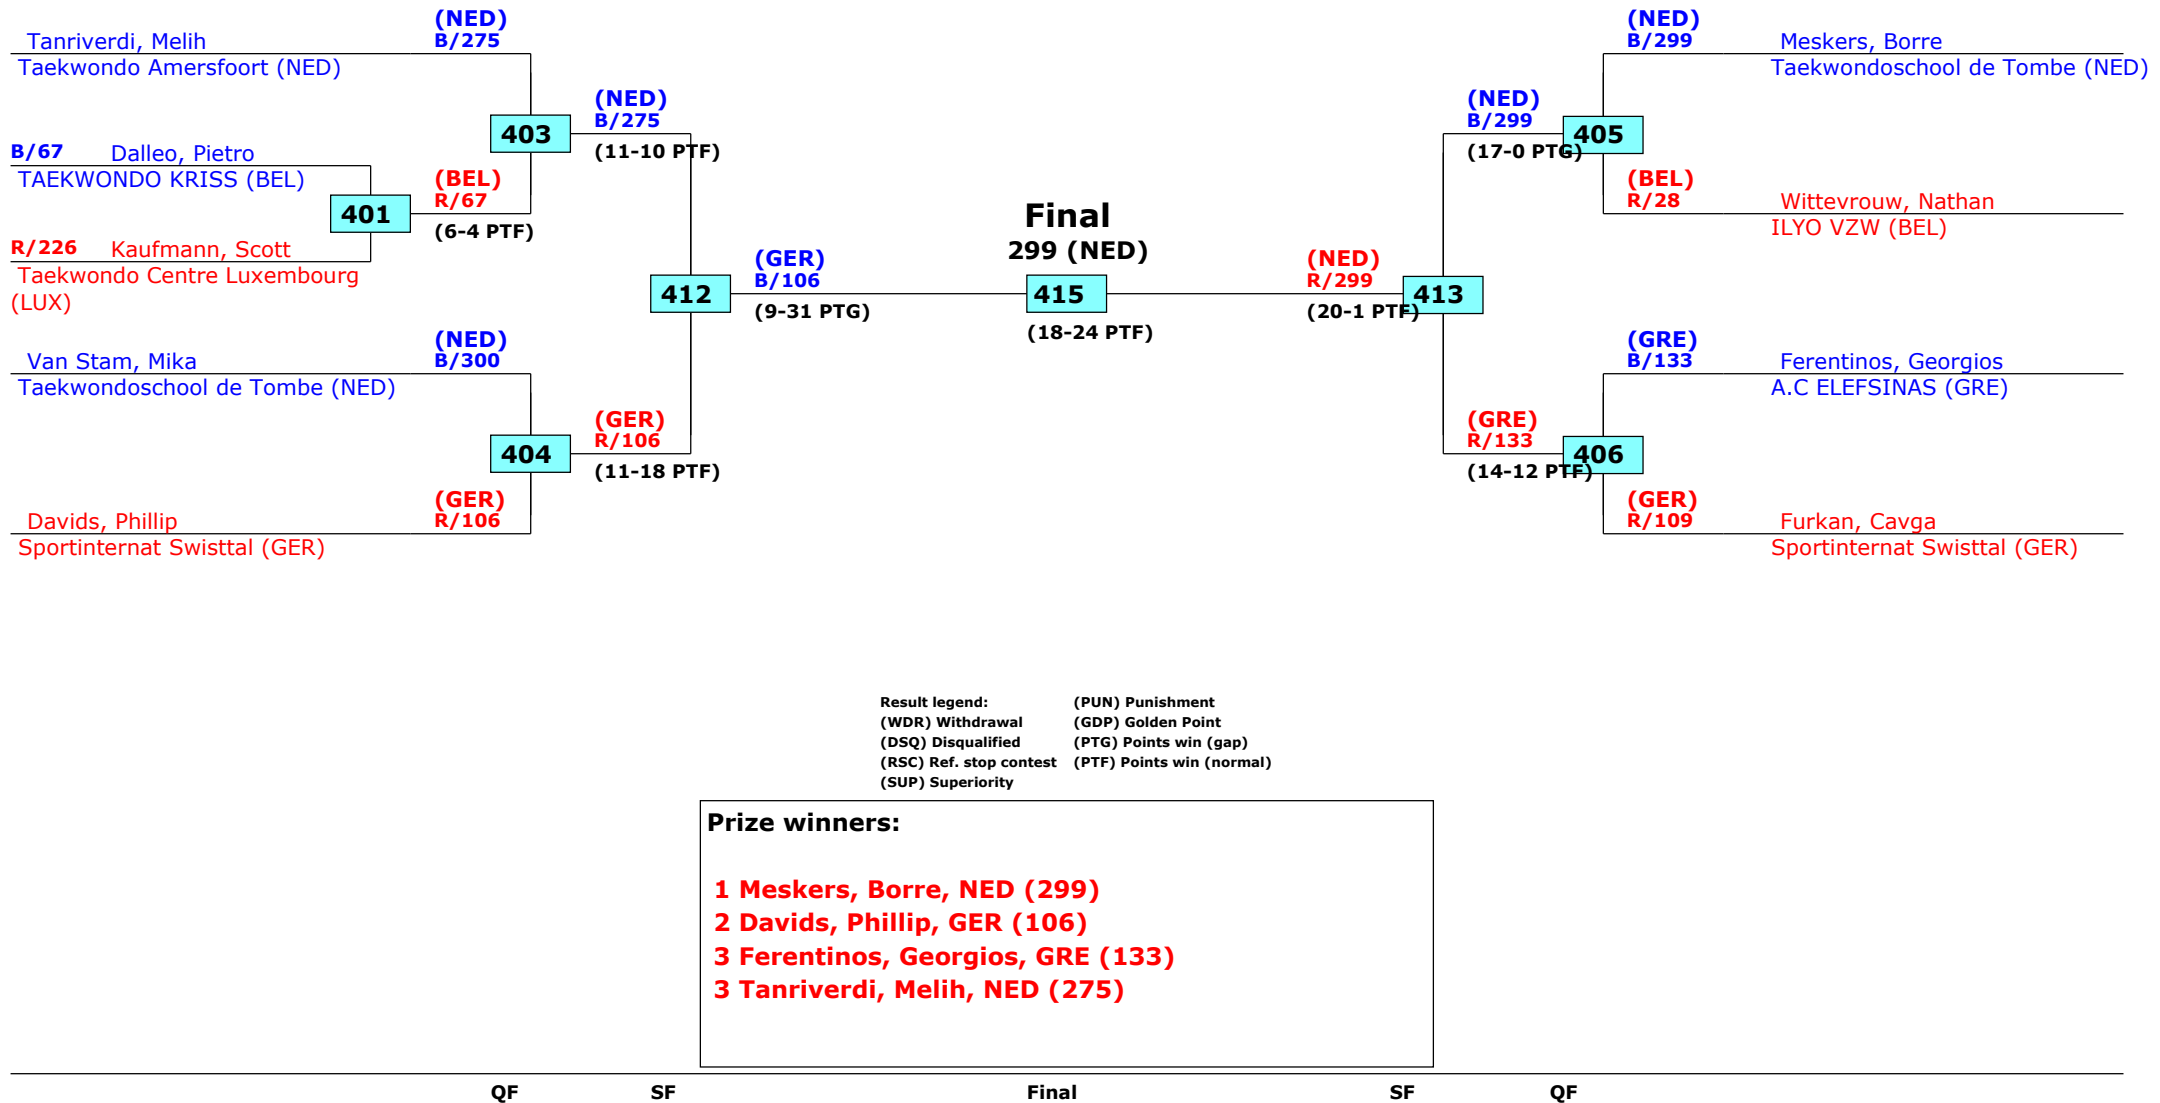 (NED)
B/275
Tanriverdi, Melih
Taekwondo Amersfoort (NED)
403
(NED)
B/275
(11-10 PTF)
B/67 Dalleo, Pietro
TAEKWONDO KRISS (BEL)
401
(BEL)
R/67
(6-4 PTF)
R/226 Kaufmann, Scott
Taekwondo Centre Luxembourg
(LUX)
412
(GER)
B/106
(9-31 PTG)
(NED)
B/300
Van Stam, Mika
Taekwondoschool de Tombe (NED)
404
(GER)
R/106
(11-18 PTF)
(GER)
R/106
Davids, Phillip
Sportinternat Swisttal (GER)
Final
299 (NED)
415
(18-24 PTF)
(NED)
B/299
Meskers, Borre
Taekwondoschool de Tombe (NED)
(NED)
B/299
405
(17-0 PTG)
(BEL)
R/28
Wittevrouw, Nathan
ILYO VZW (BEL)
(NED)
R/299
413
(20-1 PTF)
(GRE)
B/133
Ferentinos, Georgios
A.C ELEFSINAS (GRE)
(GRE)
R/133
406
(14-12 PTF)
(GER)
R/109
Furkan, Cavga
Sportinternat Swisttal (GER)
Result legend: (PUN) Punishment
(WDR) Withdrawal (GDP) Golden Point
(DSQ) Disqualified (PTG) Points win (gap)
(RSC) Ref. stop contest (PTF) Points win (normal)
(SUP) Superiority
Prize winners:
1 Meskers, Borre, NED (299)
2 Davids, Phillip, GER (106)
3 Ferentinos, Georgios, GRE (133)
3 Tanriverdi, Melih, NED (275)
QF SF Final SF QF